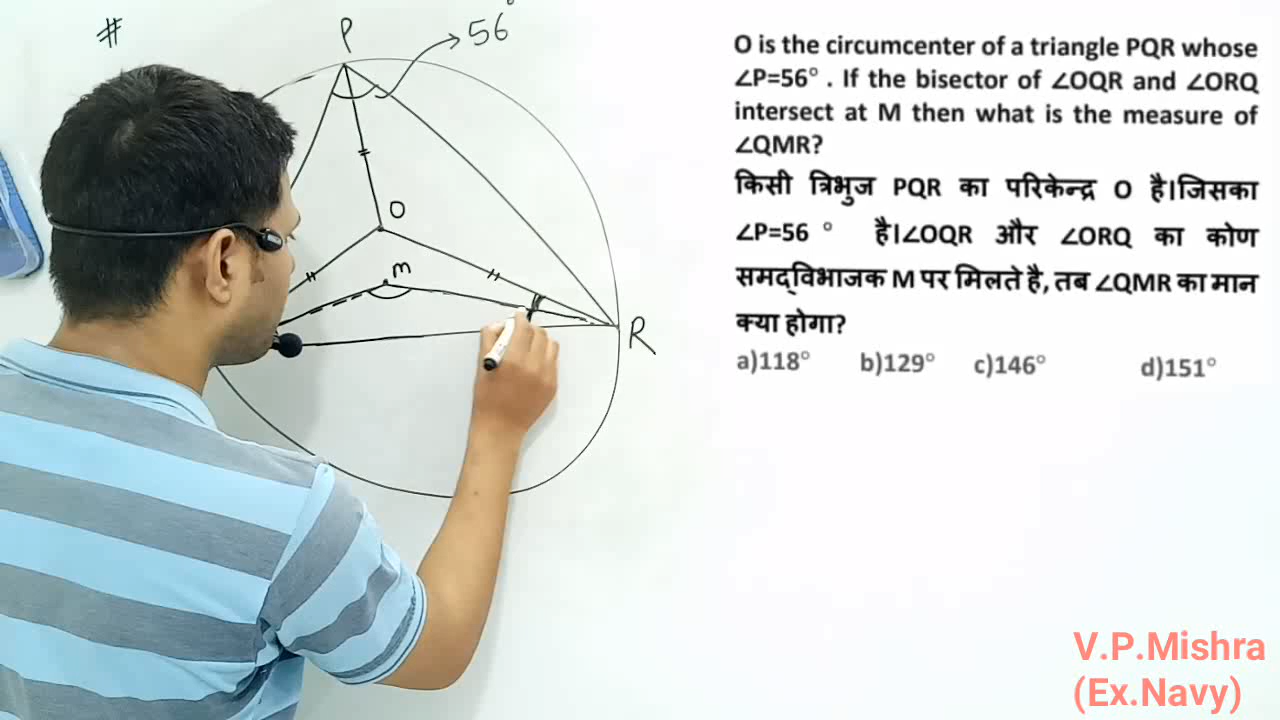 #
P
56°
O is the circumcenter of a triangle PQR whose
∠P=56° . If the bisector of ∠OQR and ∠ORQ
intersect at M then what is the measure of
∠QMR?
किसी त्रिभुज PQR का परिकेन्द्र O है।जिसका
∠P=56 ° है।∠OQR और ∠ORQ का कोण
समद्विभाजक M पर मिलते है, तब ∠QMR का मान
क्या होगा?
a)118° b)129° c)146° d)151°
O
M
R
V.P.Mishra
(Ex.Navy)